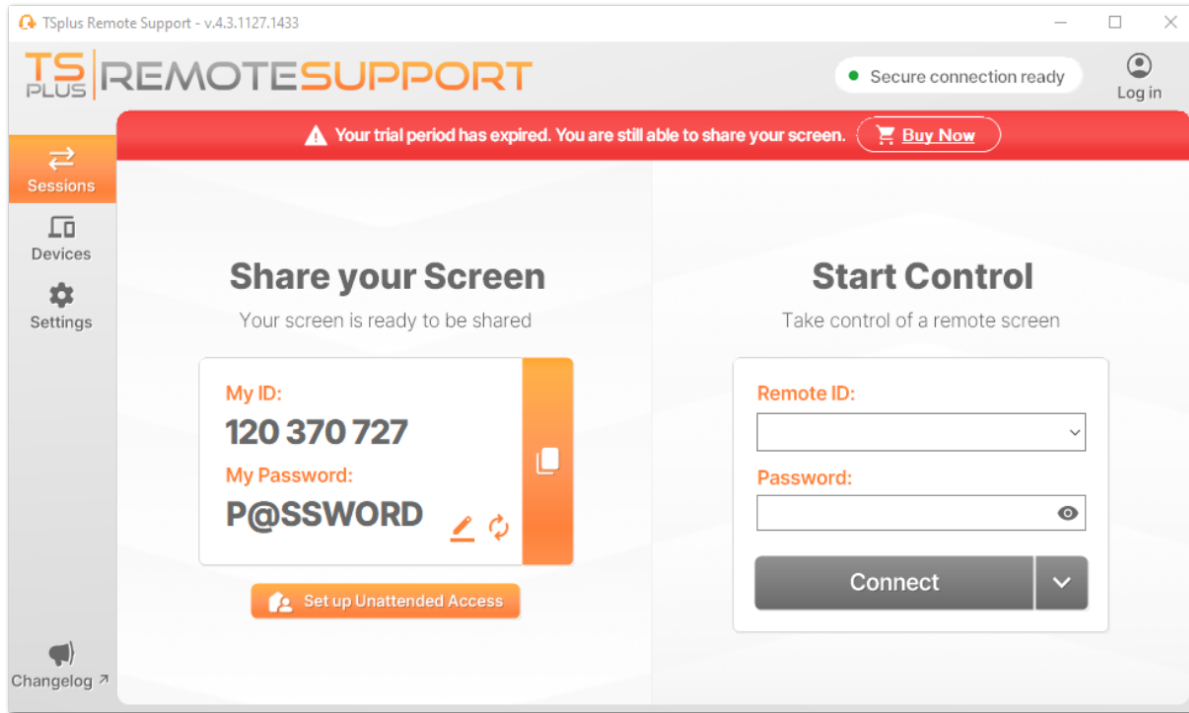 TSplus Remote Support - v.4.3.1127.1433
TS PLUS REMOTESUPPORT
Secure connection ready
Log in
Your trial period has expired. You are still able to share your screen. Buy Now
Sessions
Devices
Settings
Changelog
Share your Screen
Your screen is ready to be shared
My ID:
120 370 727
My Password:
P@SSWORD
Set up Unattended Access
Start Control
Take control of a remote screen
Remote ID:
Password:
Connect